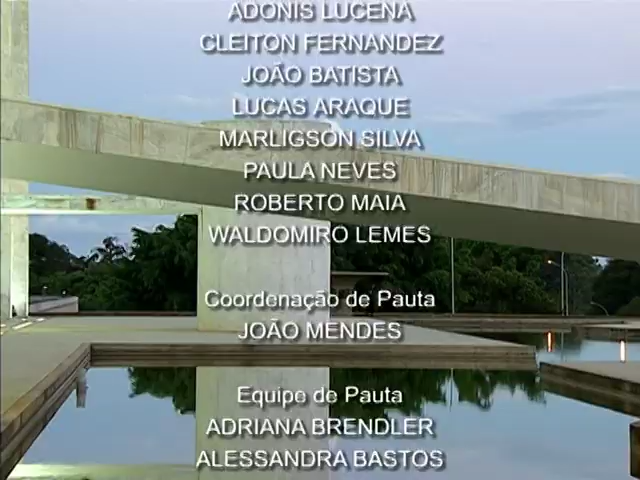 ADONIS LUCENA
CLEITON FERNANDEZ
JOÃO BATISTA
LUCAS ARAQUE
MARLIGSON SILVA
PAULA NEVES
ROBERTO MAIA
WALDOMIRO LEMES
Coordenação de Pauta
JOÃO MENDES
Equipe de Pauta
ADRIANA BRENDLER
ALESSANDRA BASTOS